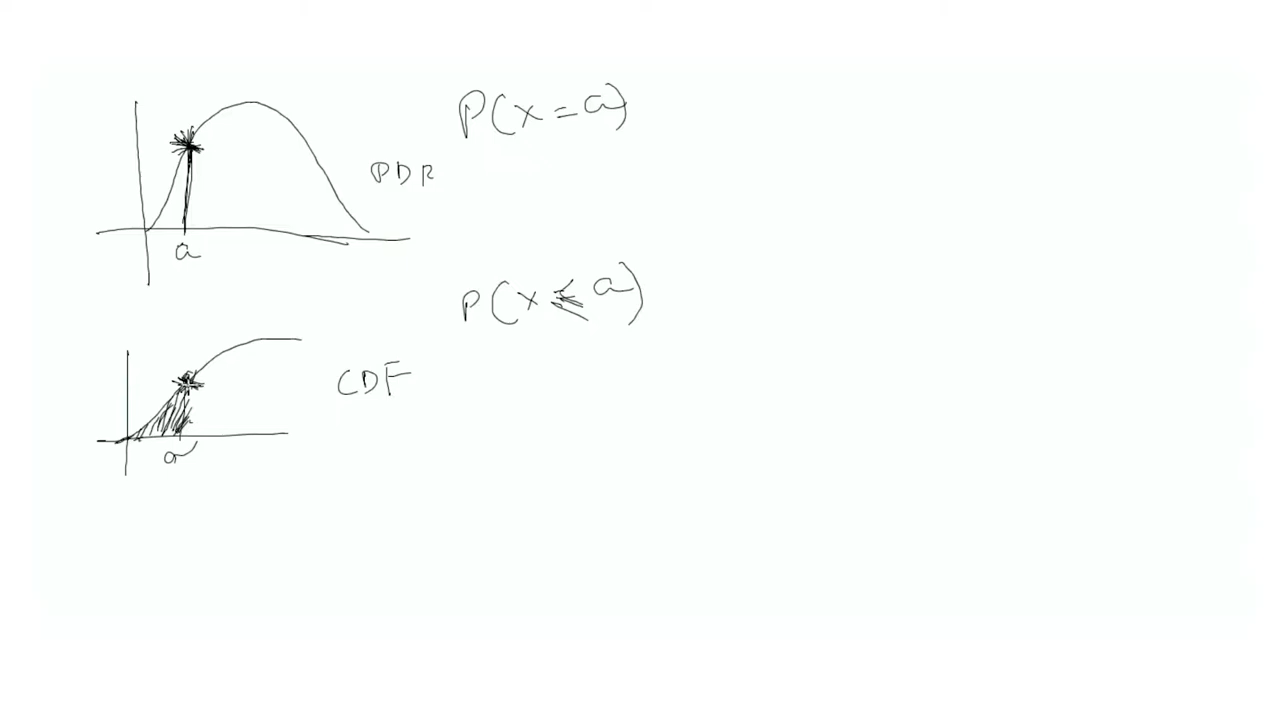 P(x=a)
PDF
a
P(x≤a)
CDF
a